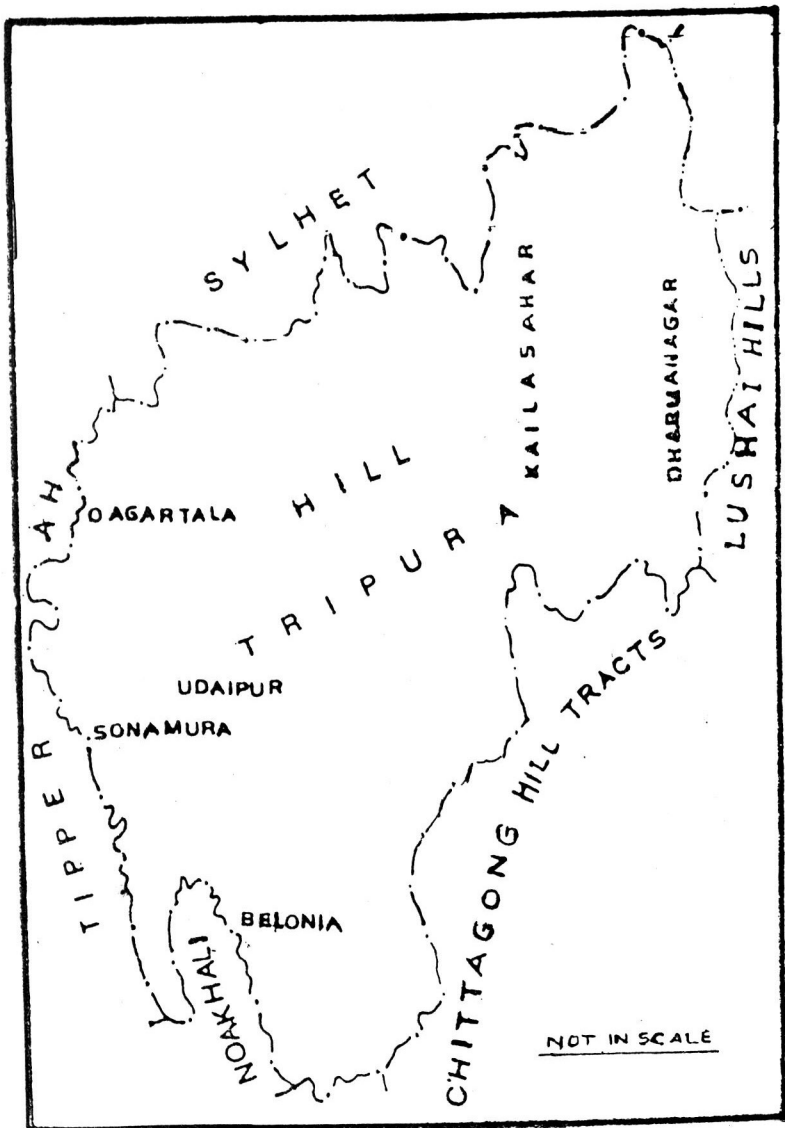 SYLHET
KAILASAHAR
DHARMANAGAR
LUSHAI HILLS
TIPPERAH
O AGARTALA
HILL
TRIPURA
UDAIPUR
SONAMURA
BELONIA
NOAKHALI
CHITTAGONG HILL TRACTS
NOT IN SCALE